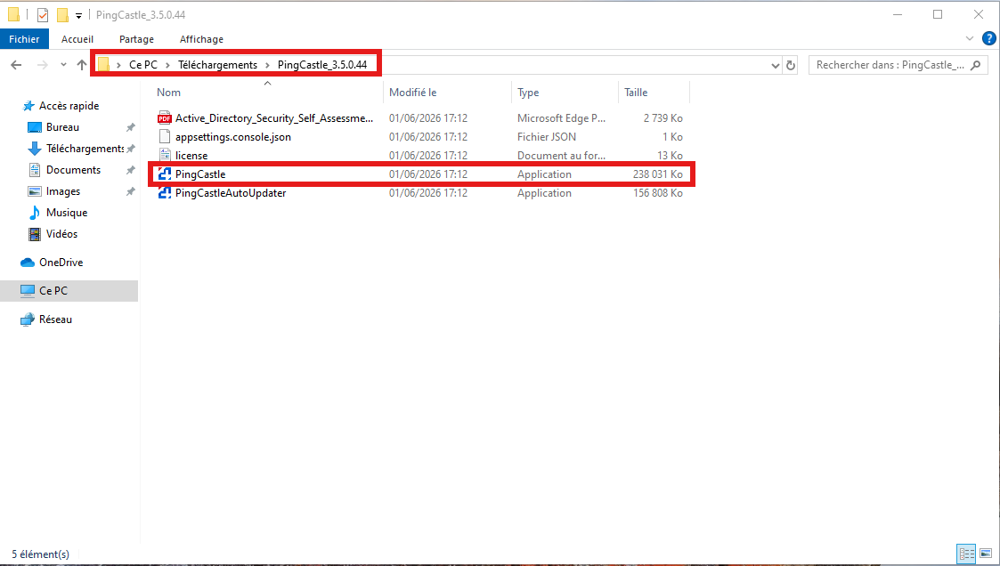 PingCastle_3.5.0.44
Fichier Accueil Partage Affichage
Ce PC Téléchargements PingCastle_3.5.0.44 Rechercher dans : PingCastle_...
Nom Modifié le Type Taille
Accès rapide
Bureau
Téléchargements
Documents
Images
Musique
Vidéos
OneDrive
Ce PC
Réseau
PDF Active_Directory_Security_Self_Assessme... 01/06/2026 17:12 Microsoft Edge P... 2 739 Ko
appsettings.console.json 01/06/2026 17:12 Fichier JSON 1 Ko
license 01/06/2026 17:12 Document au for... 13 Ko
PingCastle 01/06/2026 17:12 Application 238 031 Ko
PingCastleAutoUpdater 01/06/2026 17:12 Application 156 808 Ko
5 élément(s)